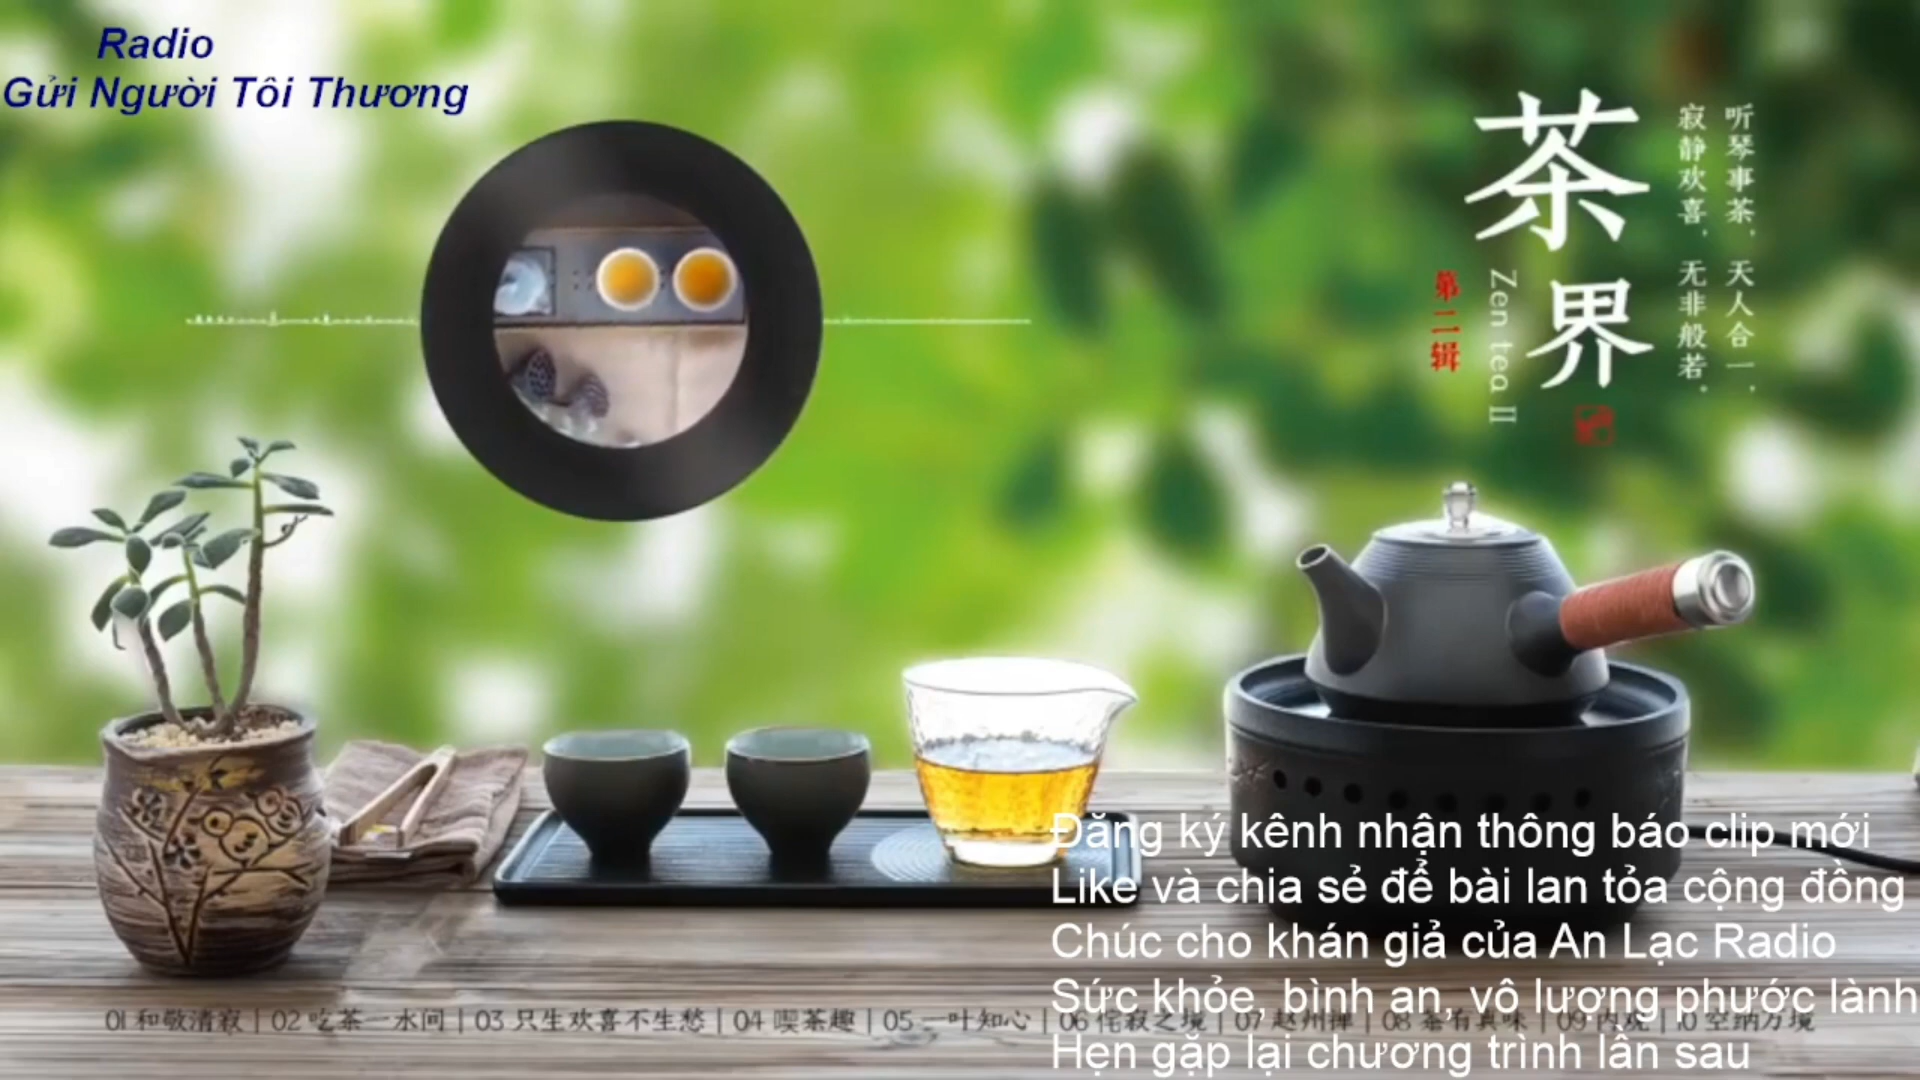 Radio
Gửi Người Tôi Thương
茶界
听琴事茶，天人合一，
寂静欢喜，无非般若。
Zen tea II
第二辑
Đăng ký kênh nhận thông báo clip mới
Like và chia sẻ để bài lan tỏa cộng đồng
Chúc cho khán giả của An Lạc Radio
Sức khỏe, bình an, vô lượng phước lành
01 和敬清寂 | 02 吃茶一水间 | 03 只生欢喜不生愁 | 04 喫茶趣 | 05 一叶知心 | 06 侘寂之境 | 07 赵州禅 | 08 茶有真味 | 09 内观 | 10 空纳万境
Hẹn gặp lại chương trình lần sau